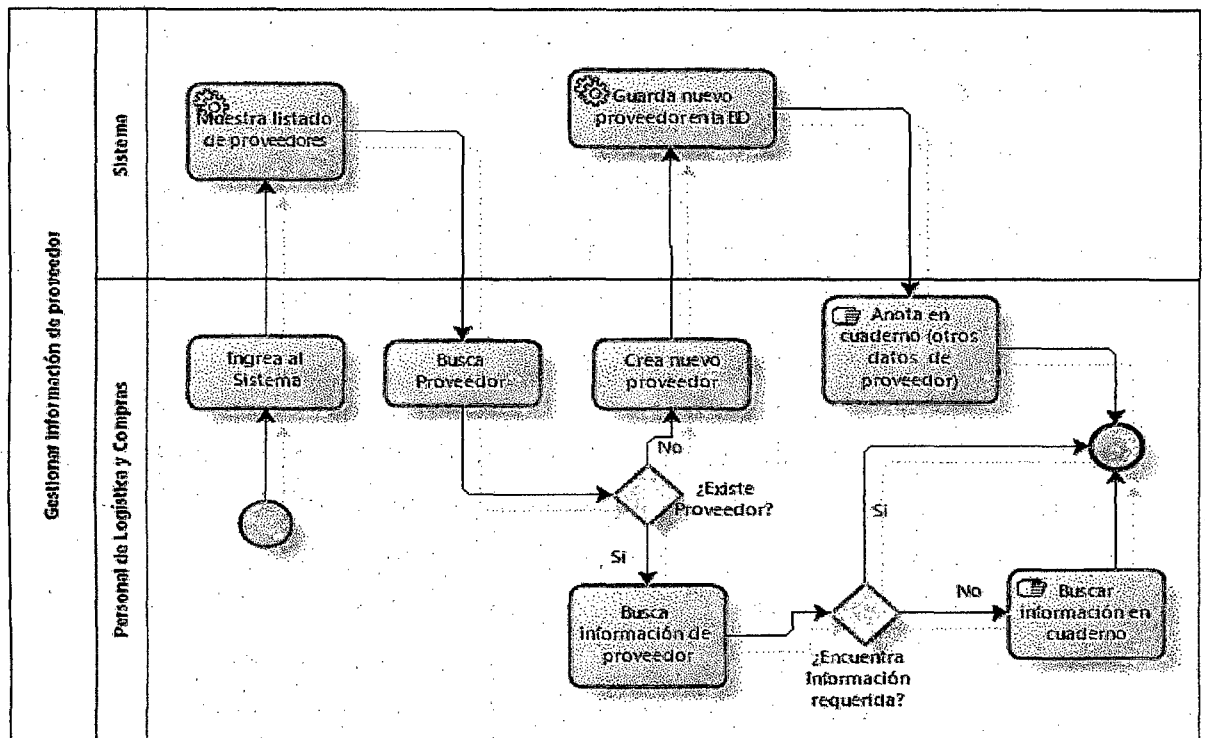 Gestionar información de proveedor
Sistema
Muestra listado
de proveedores
Guarda nuevo
proveedor en la BD
Personal de Logística y Compras
Ingrea al
Sistema
Busca
Proveedor
Crea nuevo
proveedor
Anota en
cuaderno (otros
datos de
proveedor)
No
¿Existe
Proveedor?
Si
Busca
información de
proveedor
Si
¿Encuentra
Información
requerida?
No
Buscar
información en
cuaderno